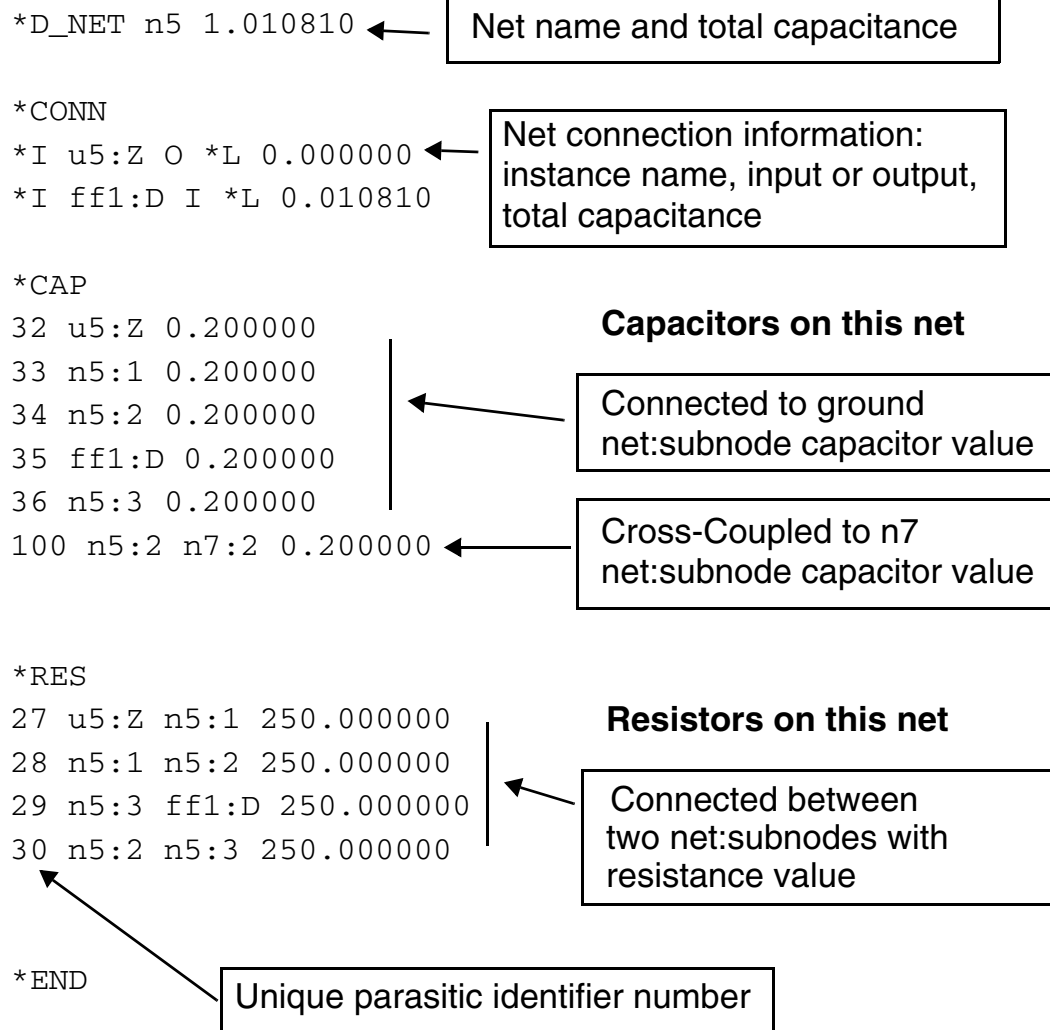 *D_NET n5 1.010810
Net name and total capacitance
*CONN
*I u5:Z O *L 0.000000
*I ff1:D I *L 0.010810
Net connection information:
instance name, input or output,
total capacitance
*CAP
32 u5:Z 0.200000
33 n5:1 0.200000
34 n5:2 0.200000
35 ff1:D 0.200000
36 n5:3 0.200000
100 n5:2 n7:2 0.200000
Capacitors on this net
Connected to ground
net:subnode capacitor value
Cross-Coupled to n7
net:subnode capacitor value
*RES
27 u5:Z n5:1 250.000000
28 n5:1 n5:2 250.000000
29 n5:3 ff1:D 250.000000
30 n5:2 n5:3 250.000000
Resistors on this net
Connected between
two net:subnodes with
resistance value
*END
Unique parasitic identifier number